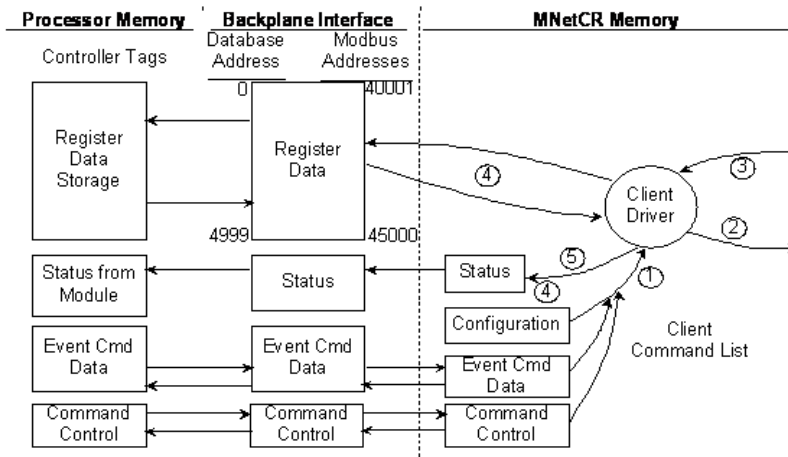 Processor Memory
Backplane Interface
MNetCR Memory
Controller Tags
Database
Address
Modbus
Addresses
0
40001
Register
Data
Storage
Register
Data
4
3
Client
Driver
2
4999
45000
Status from
Module
Status
Status
5
4
1
Configuration
Client
Command List
Event Cmd
Data
Event Cmd
Data
Event Cmd
Data
Command
Control
Command
Control
Command
Control